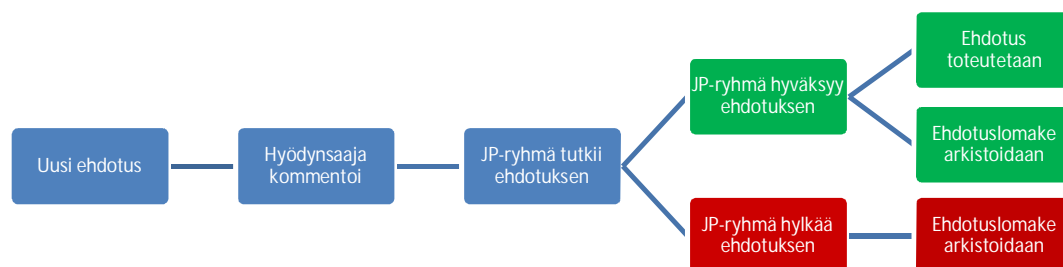 Uusi ehdotus
Hyödynsaaja
kommentoi
JP-ryhmä tutkii
ehdotuksen
JP-ryhmä hyväksyy
ehdotuksen
Ehdotus
toteutetaan
Ehdotuslomake
arkistoidaan
JP-ryhmä hylkää
ehdotuksen
Ehdotuslomake
arkistoidaan